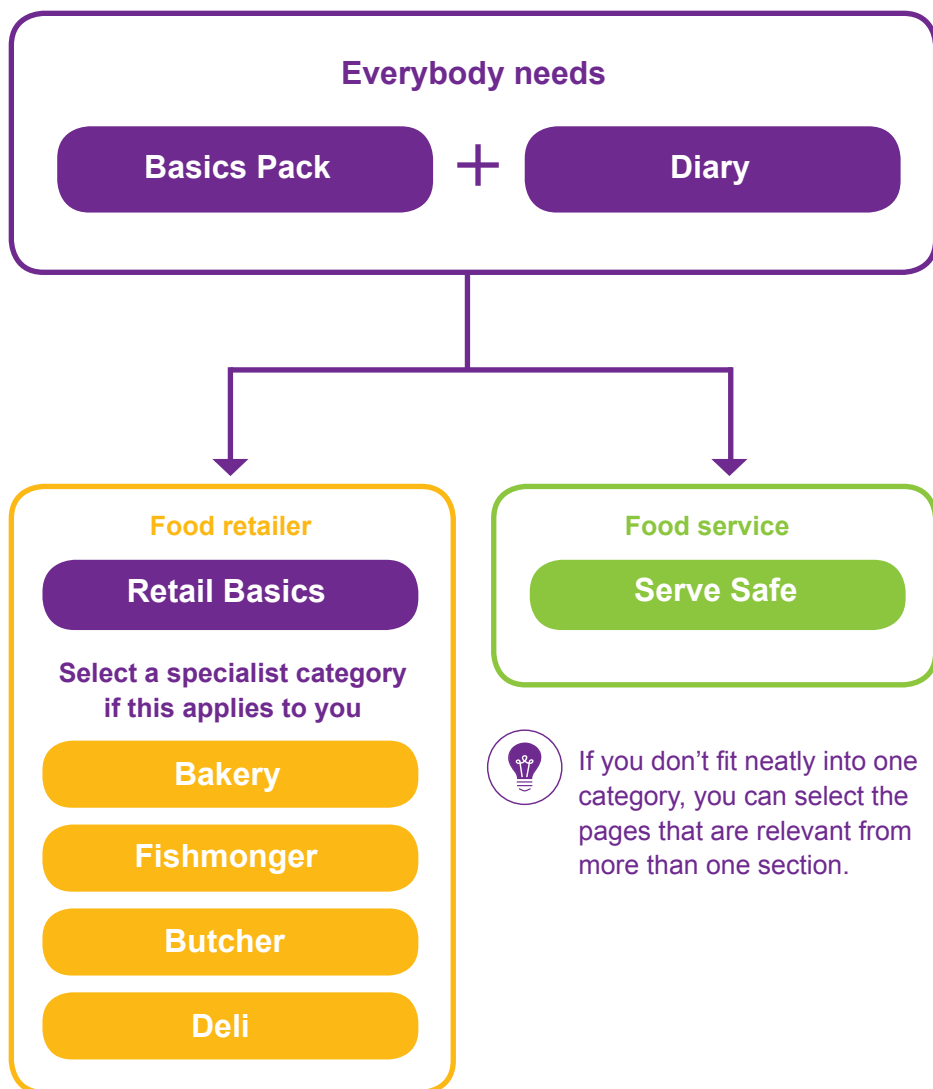 Everybody needs
Basics Pack + Diary
Food retailer
Retail Basics
Select a specialist category
if this applies to you
Bakery
Fishmonger
Butcher
Deli
Food service
Serve Safe
If you don’t fit neatly into one
category, you can select the
pages that are relevant from
more than one section.